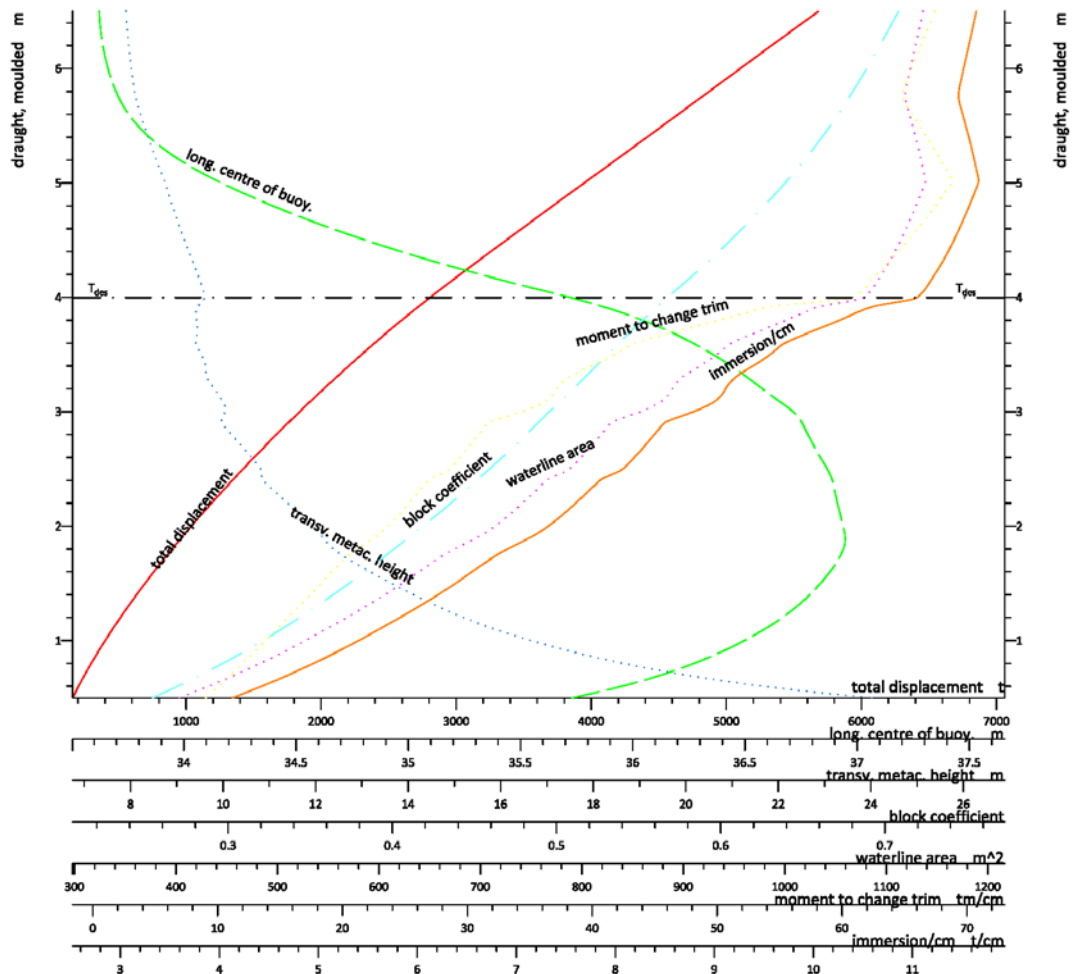 draught, moulded m
draught, moulded m
6
6
long. centre of buoy.
5
5
T des
T des
4
4
moment to change trim
immersion/cm
3
3
waterline area
block coefficient
total displacement
transv. metac. height
2
2
1
1
total displacement t
1000 2000 3000 4000 5000 6000 7000
long. centre of buoy. m
34 34.5 35 35.5 36 36.5 37 37.5
transv. metac. height m
8 10 12 14 16 18 20 22 24 26
block coefficient
0.3 0.4 0.5 0.6 0.7
waterline area m^2
300 400 500 600 700 800 900 1000 1100 1200
moment to change trim tm/cm
0 10 20 30 40 50 60 70
immersion/cm t/cm
3 4 5 6 7 8 9 10 11